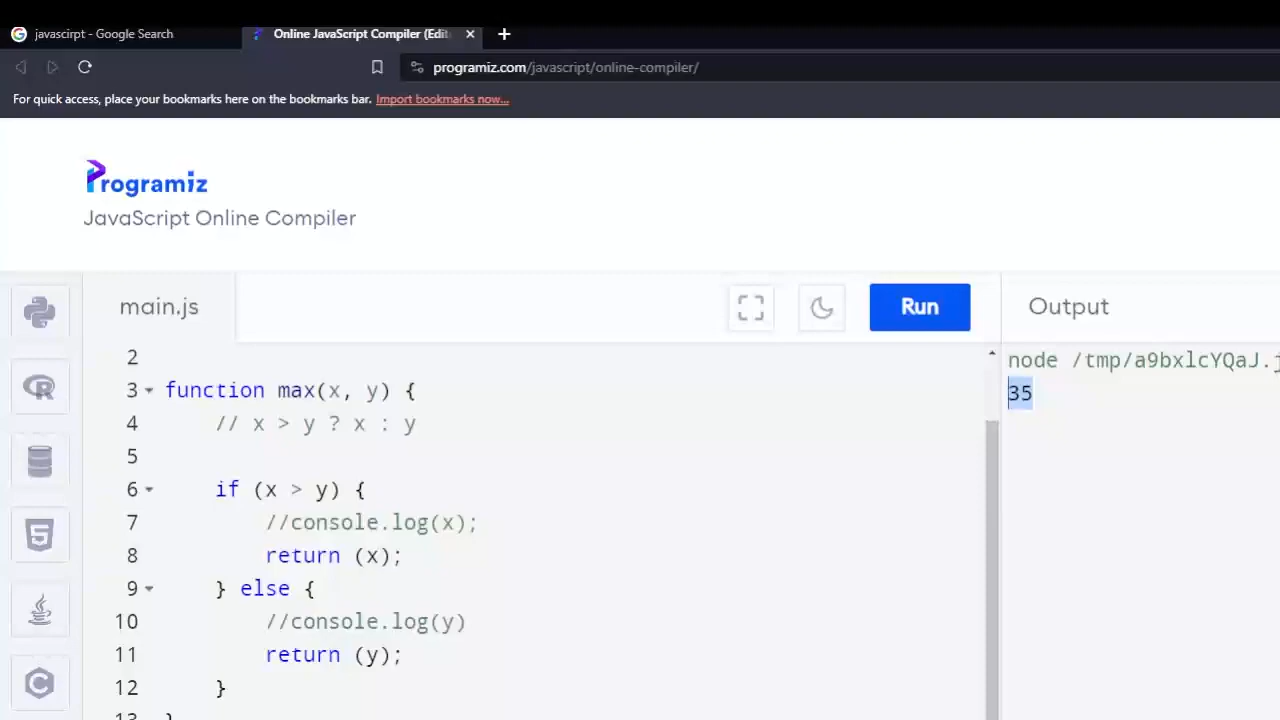 javascirpt - Google Search
Online JavaScript Compiler (Edit
programiz.com/javascript/online-compiler/
For quick access, place your bookmarks here on the bookmarks bar. Import bookmarks now...
Programiz
JavaScript Online Compiler
main.js
Run
Output
2
3 function max(x, y) {
4 // x > y ? x : y
5
6 if (x > y) {
7 //console.log(x);
8 return (x);
9 } else {
10 //console.log(y)
11 return (y);
12 }
13 }
node /tmp/a9bxlcYQaJ.j
35